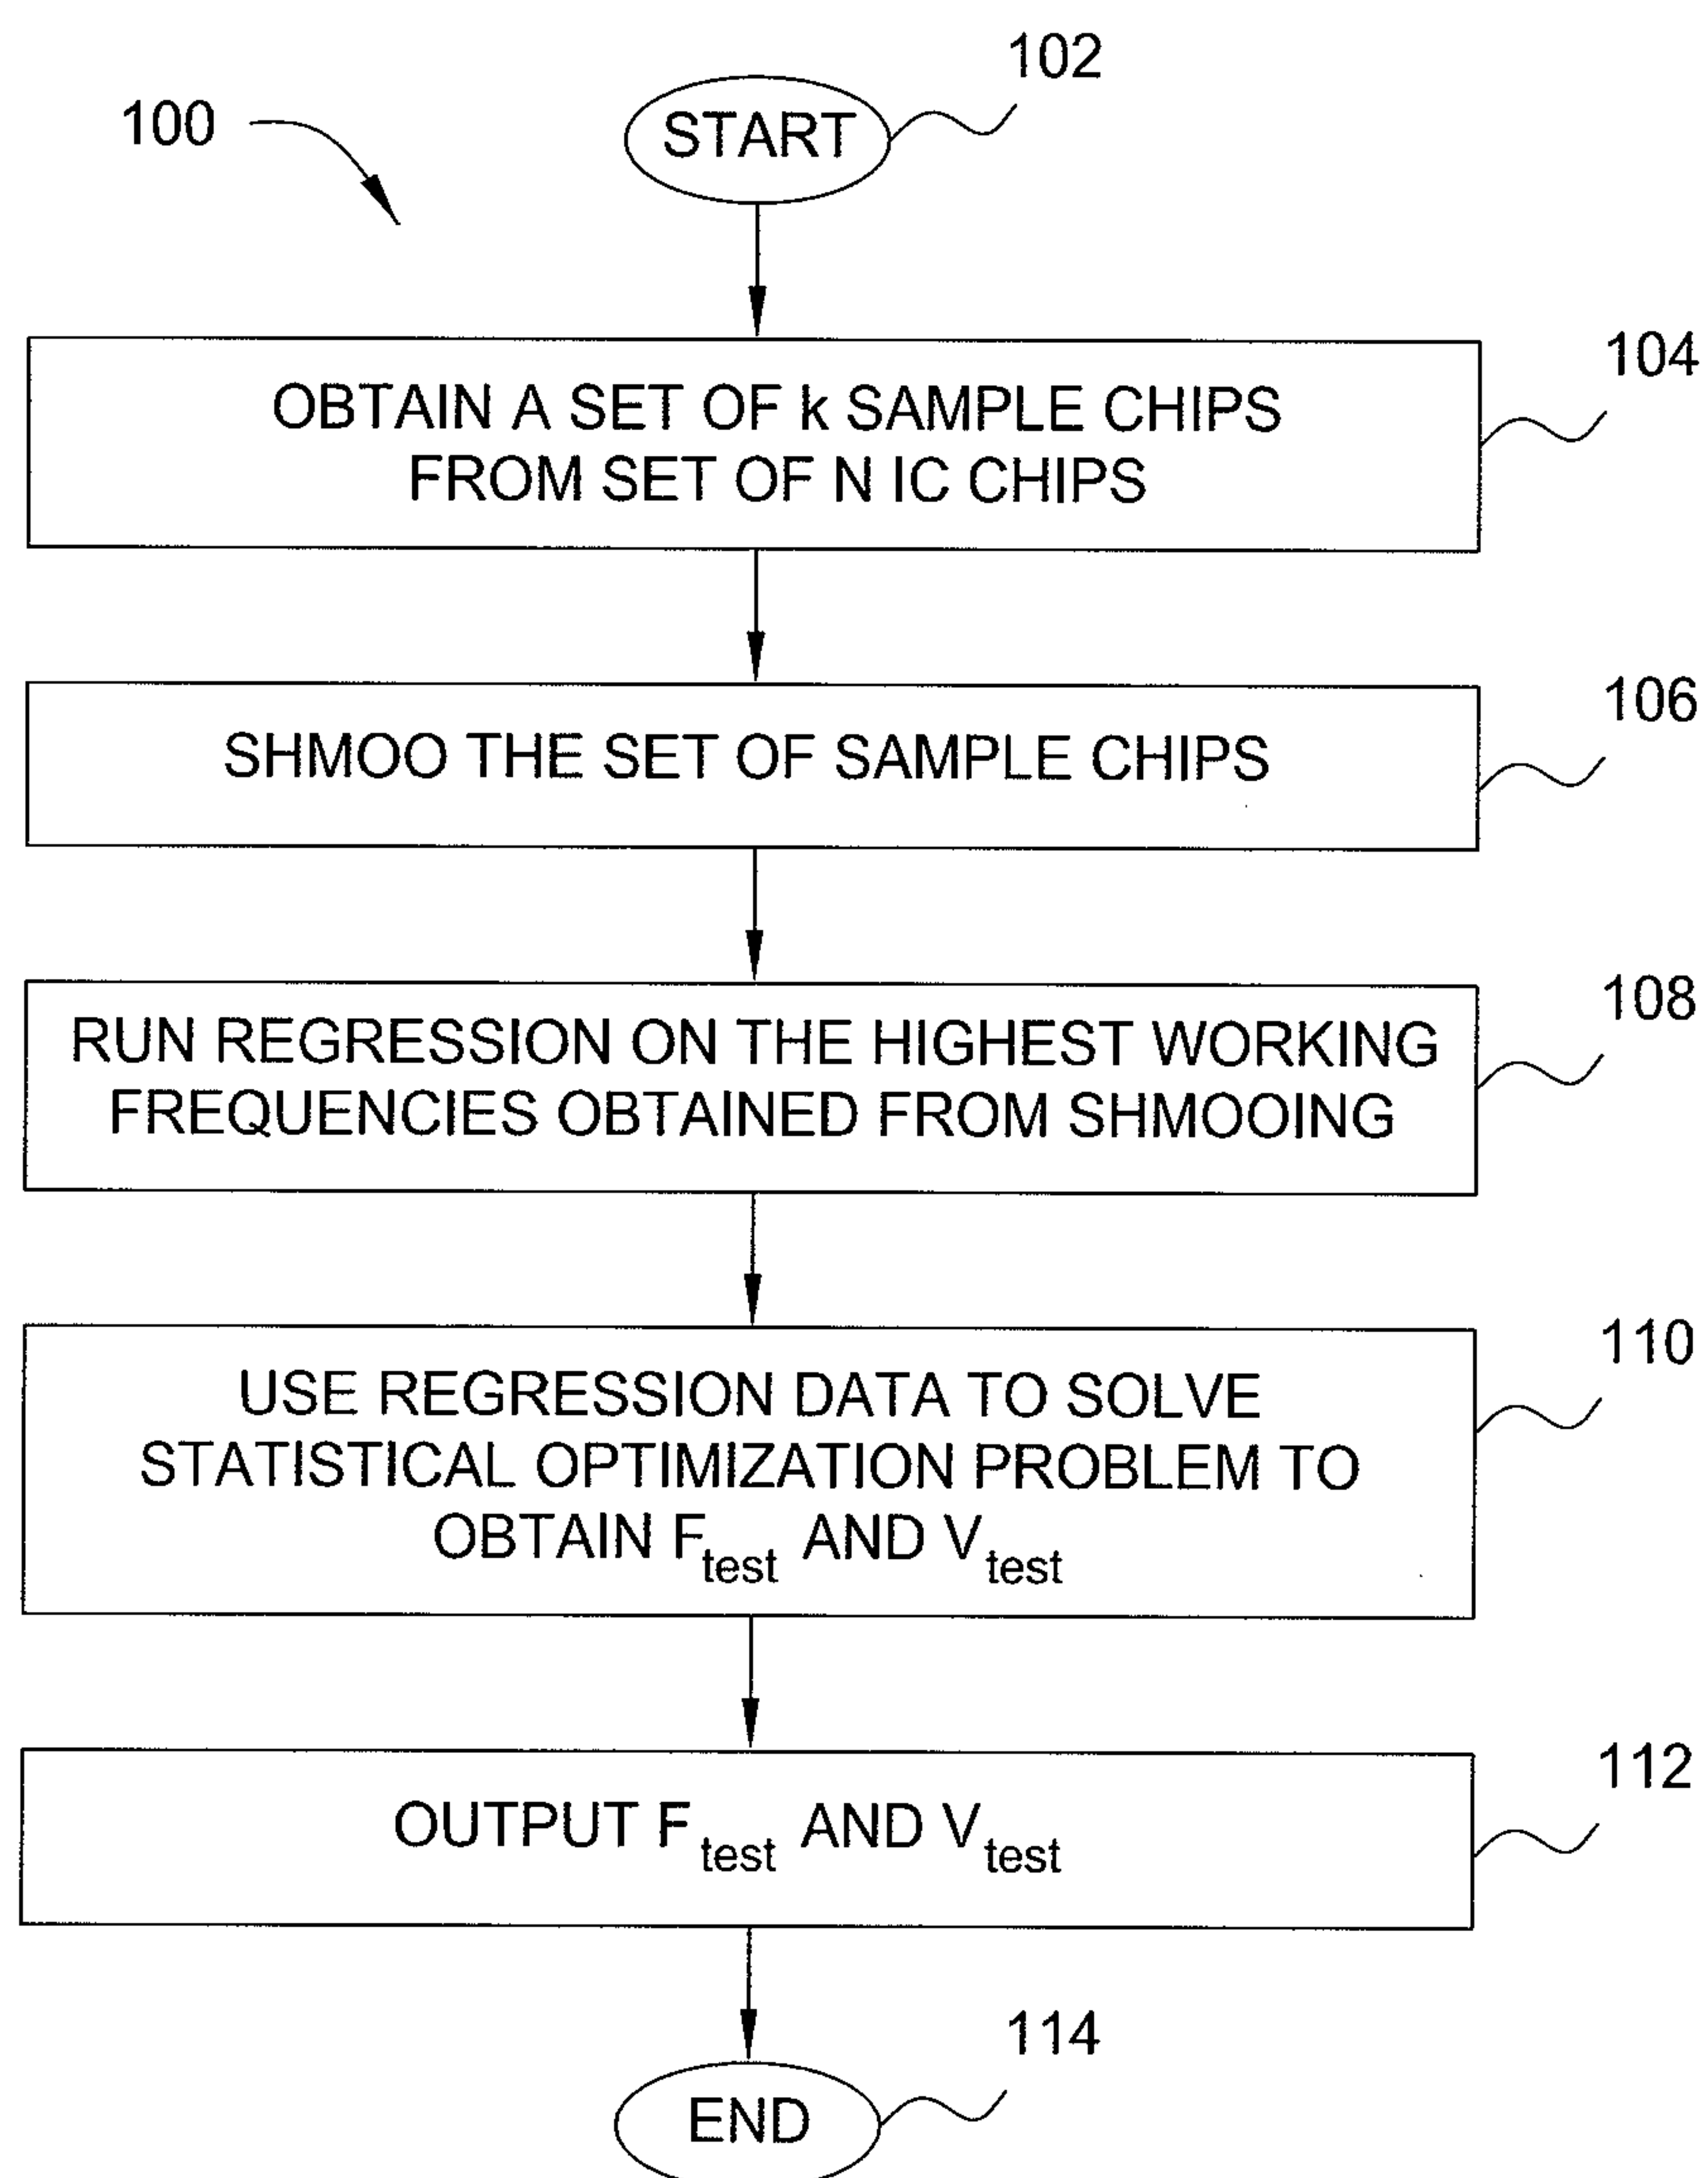 102
100
START
104
OBTAIN A SET OF k SAMPLE CHIPS
FROM SET OF N IC CHIPS
106
SHMOO THE SET OF SAMPLE CHIPS
108
RUN REGRESSION ON THE HIGHEST WORKING
FREQUENCIES OBTAINED FROM SHMOOING
110
USE REGRESSION DATA TO SOLVE
STATISTICAL OPTIMIZATION PROBLEM TO
OBTAIN Ftest AND Vtest
112
OUTPUT Ftest AND Vtest
114
END